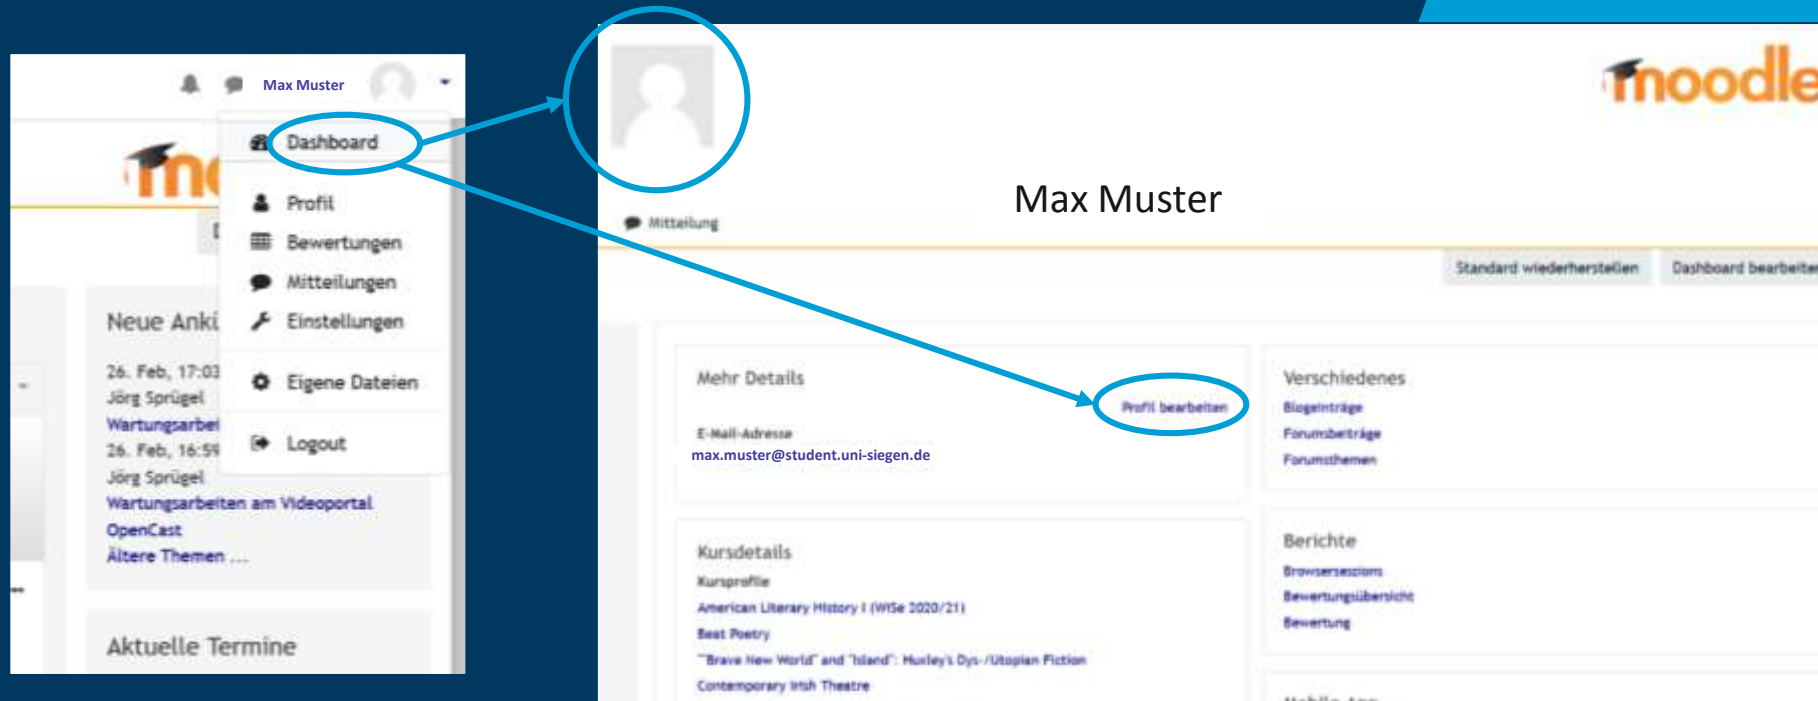 Max Muster
Dashboard
Profil
Bewertungen
Mitteilungen
Einstellungen
Eigene Dateien
Logout
Neue Ankü
26. Feb, 17:03
Jörg Sprügel
Wartungsarbei
26. Feb, 16:59
Jörg Sprügel
Wartungsarbeiten am Videoportal
OpenCast
Ältere Themen ...
Aktuelle Termine
moodle
Max Muster
Mitteilung
Standard wiederherstellen
Dashboard bearbeiten
Mehr Details
Profil bearbeiten
E-Mail-Adresse
max.muster@student.uni-siegen.de
Kursdetails
Kursprofile
American Literary History I (WiSe 2020/21)
Beat Poetry
"Brave New World" and "Island": Huxley's Dys-/Utopian Fiction
Contemporary Irish Theatre
Verschiedenes
Blogeinträge
Forumsbeiträge
Forumsthemen
Berichte
Browsersessions
Bewertungsübersicht
Bewertung